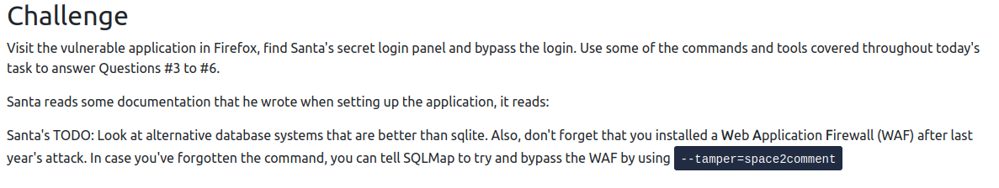 Challenge
Visit the vulnerable application in Firefox, find Santa's secret login panel and bypass the login. Use some of the commands and tools covered throughout today's
task to answer Questions #3 to #6.
Santa reads some documentation that he wrote when setting up the application, it reads:
Santa's TODO: Look at alternative database systems that are better than sqlite. Also, don't forget that you installed a Web Application Firewall (WAF) after last
year's attack. In case you've forgotten the command, you can tell SQLMap to try and bypass the WAF by using --tamper=space2comment